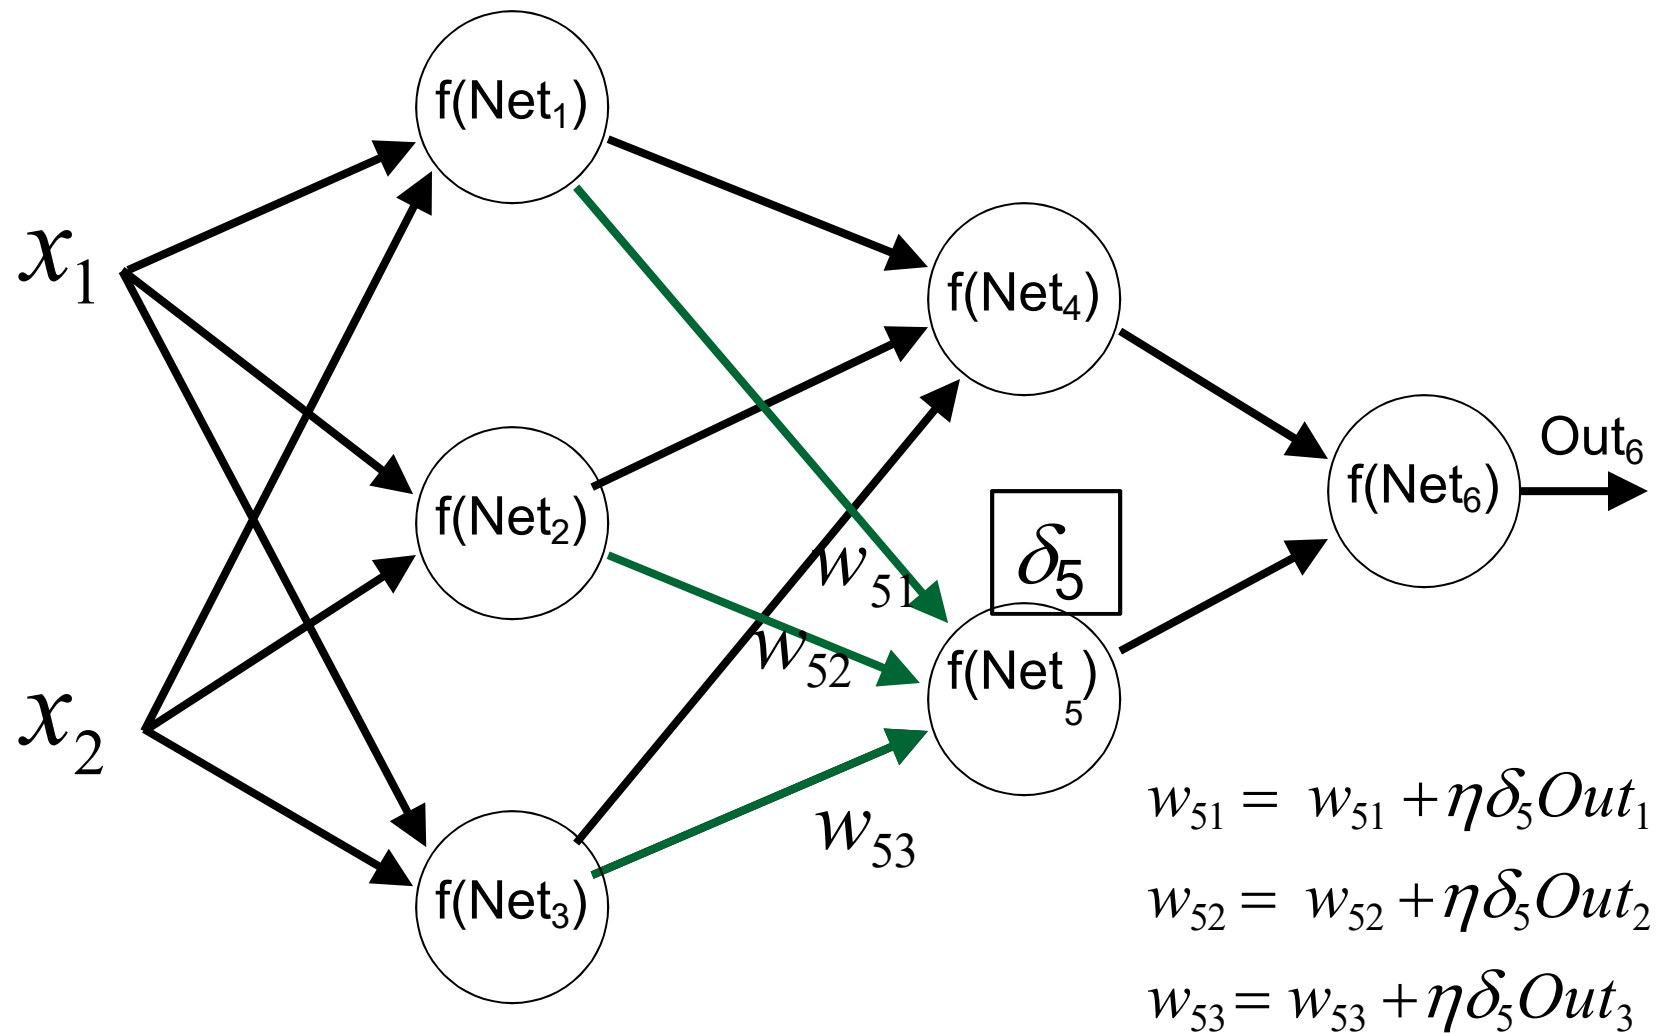 f(Net₁)
x₁
f(Net₄)
Out₆
f(Net₆)
f(Net₂)
δ₅
w₅₁
w₅₂
f(Net₅)
x₂
w₅₃
f(Net₃)
w₅₁ = w₅₁ + ηδ₅Out₁
w₅₂ = w₅₂ + ηδ₅Out₂
w₅₃ = w₅₃ + ηδ₅Out₃